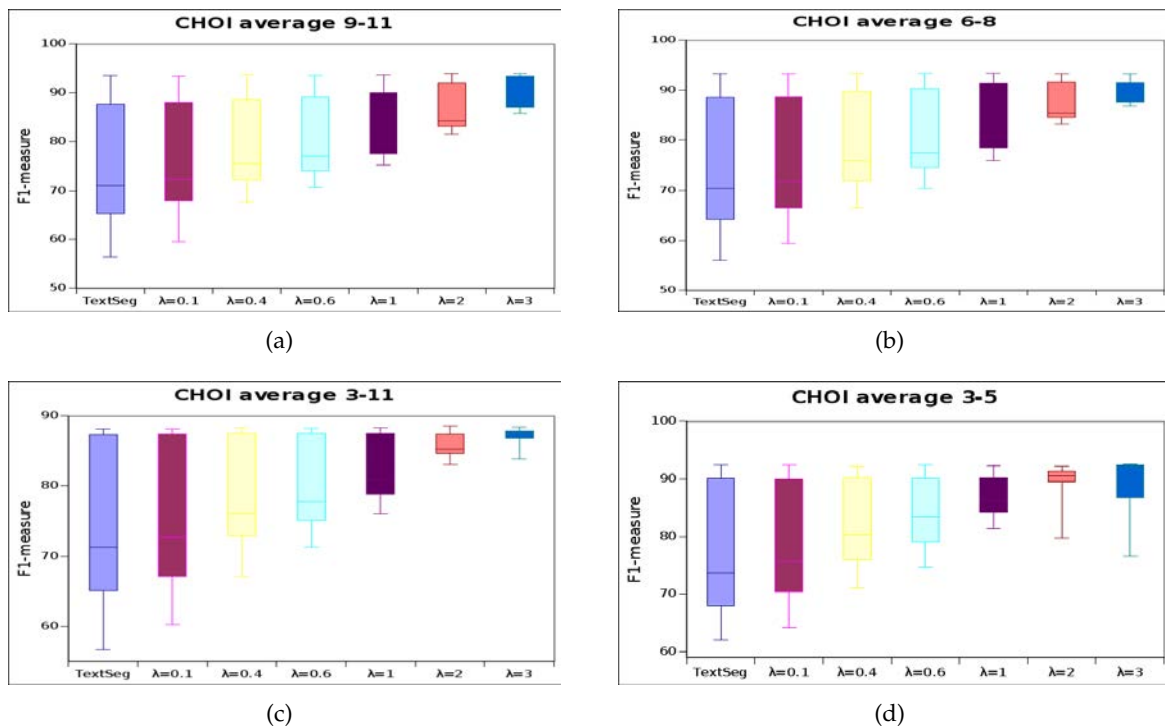 CHOI average 9-11
F1-measure
100
90
80
70
60
50
TextSeg λ=0.1 λ=0.4 λ=0.6 λ=1 λ=2 λ=3
(a)
CHOI average 6-8
F1-measure
100
90
80
70
60
50
TextSeg λ=0.1 λ=0.4 λ=0.6 λ=1 λ=2 λ=3
(b)
CHOI average 3-11
F1-measure
90
80
70
60
TextSeg λ=0.1 λ=0.4 λ=0.6 λ=1 λ=2 λ=3
(c)
CHOI average 3-5
F1-measure
100
90
80
70
60
TextSeg λ=0.1 λ=0.4 λ=0.6 λ=1 λ=2 λ=3
(d)